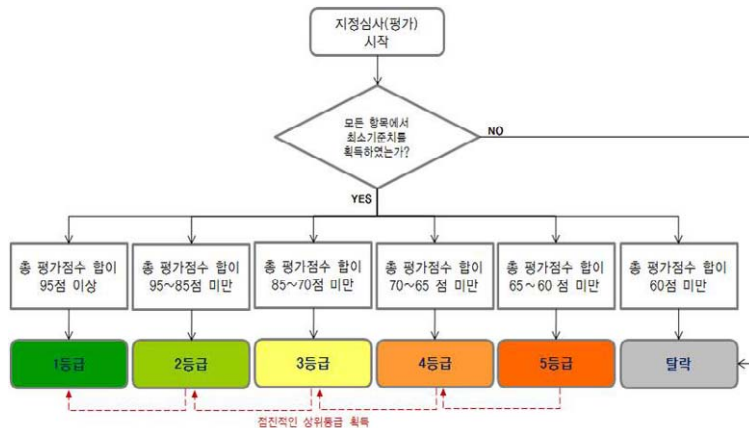 지정심사(평가)
시작
모든 항목에서
최소기준치를
획득하였는가?
NO
YES
총 평가점수 합이
95점 이상
총 평가점수 합이
95~85점 미만
총 평가점수 합이
85~70점 미만
총 평가점수 합이
70~65 점 미만
총 평가점수 합이
65~60 점 미만
총 평가점수 합이
60점 미만
1등급
2등급
3등급
4등급
5등급
탈락
점진적인 상위등급 획득